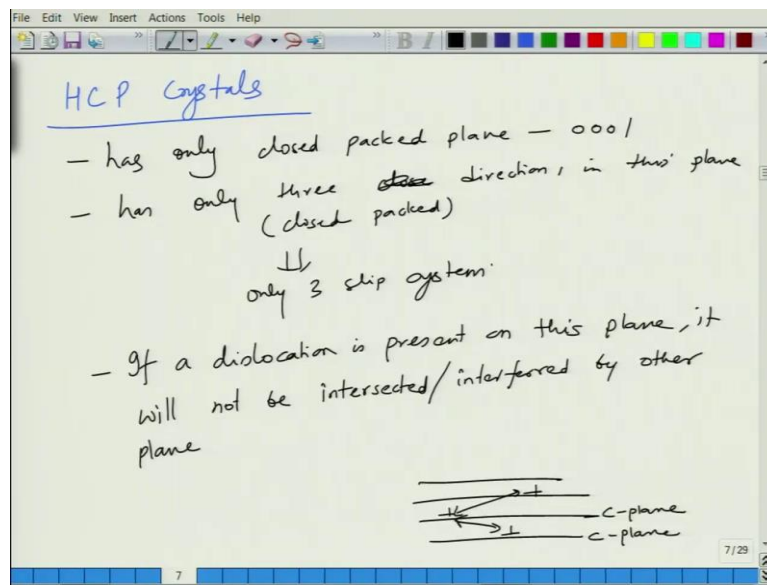 File Edit View Insert Actions Tools Help
HCP Crystals
- has only closed packed plane - 0001
- has only three direction, in this plane
(closed packed)
only 3 slip system.
- If a dislocation is present on this plane, it
will not be intersected/interferred by other
plane
c-plane
c-plane
7/29
7